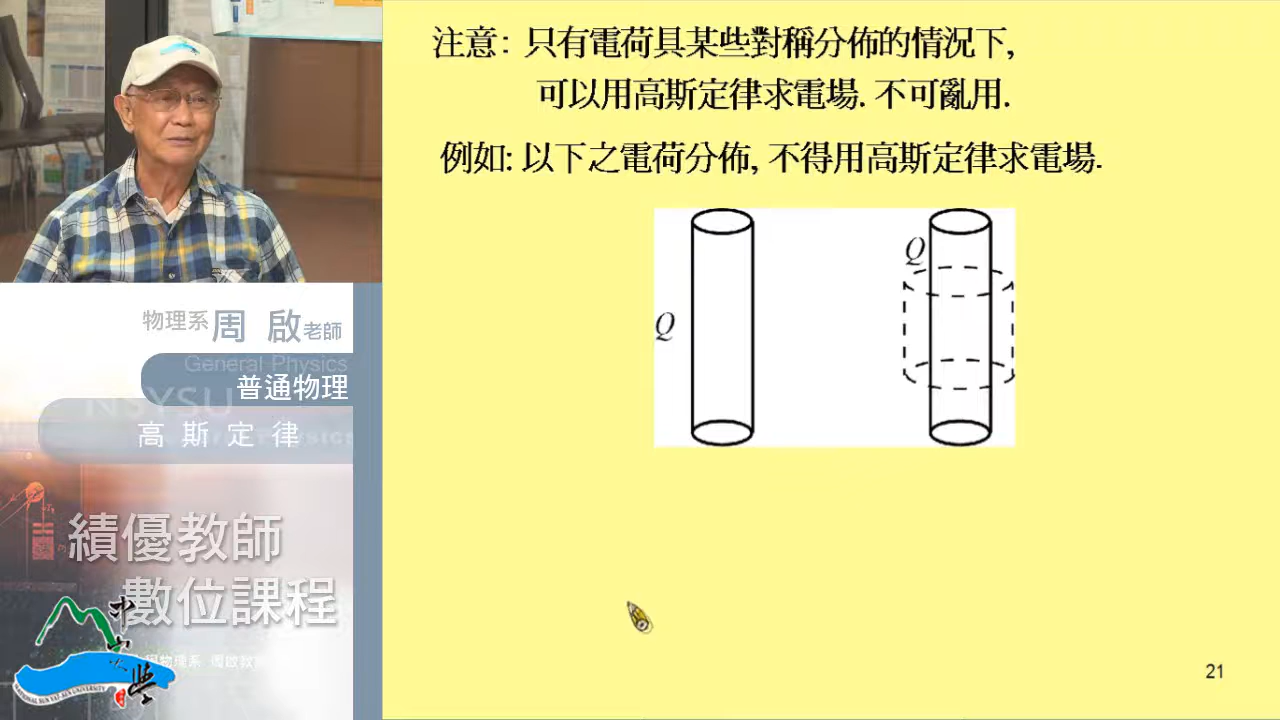 注意: 只有電荷具某些對稱分佈的情況下,
可以用高斯定律求電場. 不可亂用.
例如: 以下之電荷分佈, 不得用高斯定律求電場.
Q
Q
物理系周 啟老師
General Physics
普通物理
NSYSU
高斯定律
績優教師
數位課程
21